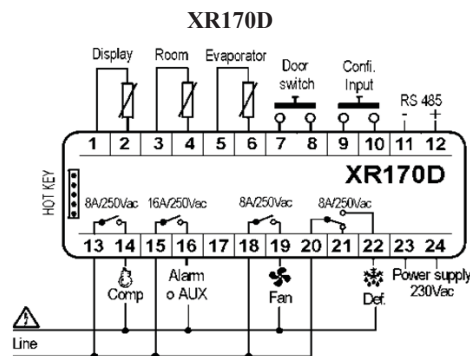 XR170D
Display Room Evaporator Door switch Confi. Input RS 485
- +
1 2 3 4 5 6 7 8 9 10 11 12
XR170D
HOT KEY
8A/250Vac 16A/250Vac 8A/250Vac 8A/250Vac
13 14 15 16 17 18 19 20 21 22 23 24
Comp
Alarm
o AUX
Fan
Def.
Power supply
230Vac
Line